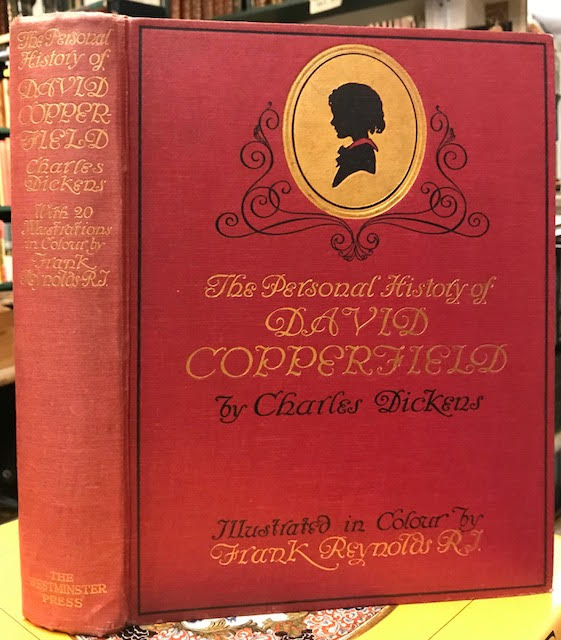 The Personal
History of
DAVID
COPPER-
FIELD
Charles
Dickens
With 20
Illustrations
in Colour by
Frank
Reynolds R.I.
THE
WESTMINSTER
PRESS
The Personal History of
DAVID
COPPERFIELD
by Charles Dickens
Illustrated in Colour by
Frank Reynolds R.I.